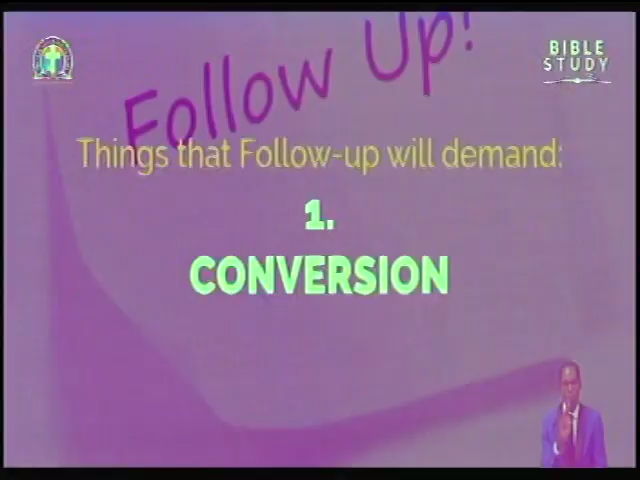 Follow Up!
BIBLE
STUDY
Things that Follow-up will demand:
1.
CONVERSION